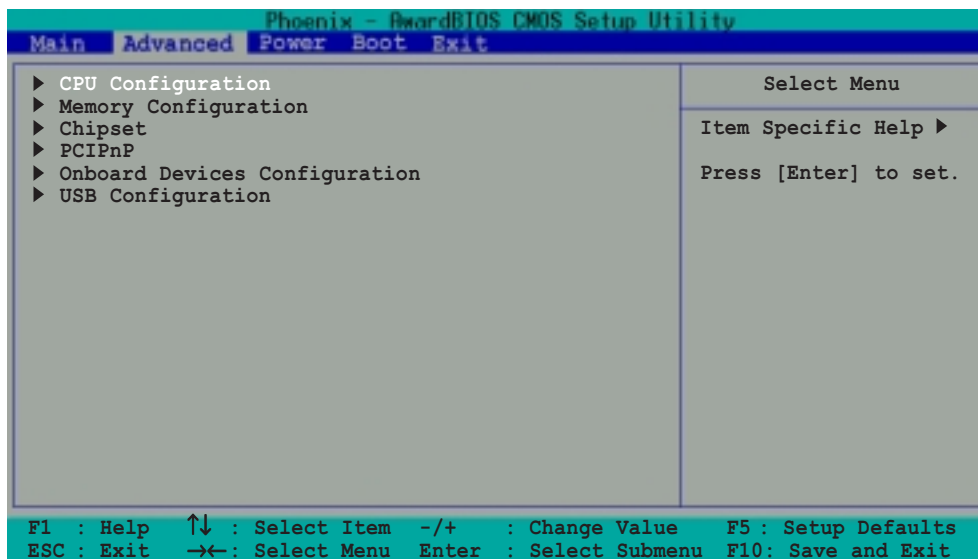 Phoenix - AwardBIOS CMOS Setup Utility
Main Advanced Power Boot Exit
▶ CPU Configuration
▶ Memory Configuration
▶ Chipset
▶ PCIPnP
▶ Onboard Devices Configuration
▶ USB Configuration
Select Menu
Item Specific Help ▶
Press [Enter] to set.
F1 : Help ↑↓ : Select Item -/+ : Change Value F5 : Setup Defaults
ESC : Exit →← : Select Menu Enter : Select Submenu F10: Save and Exit